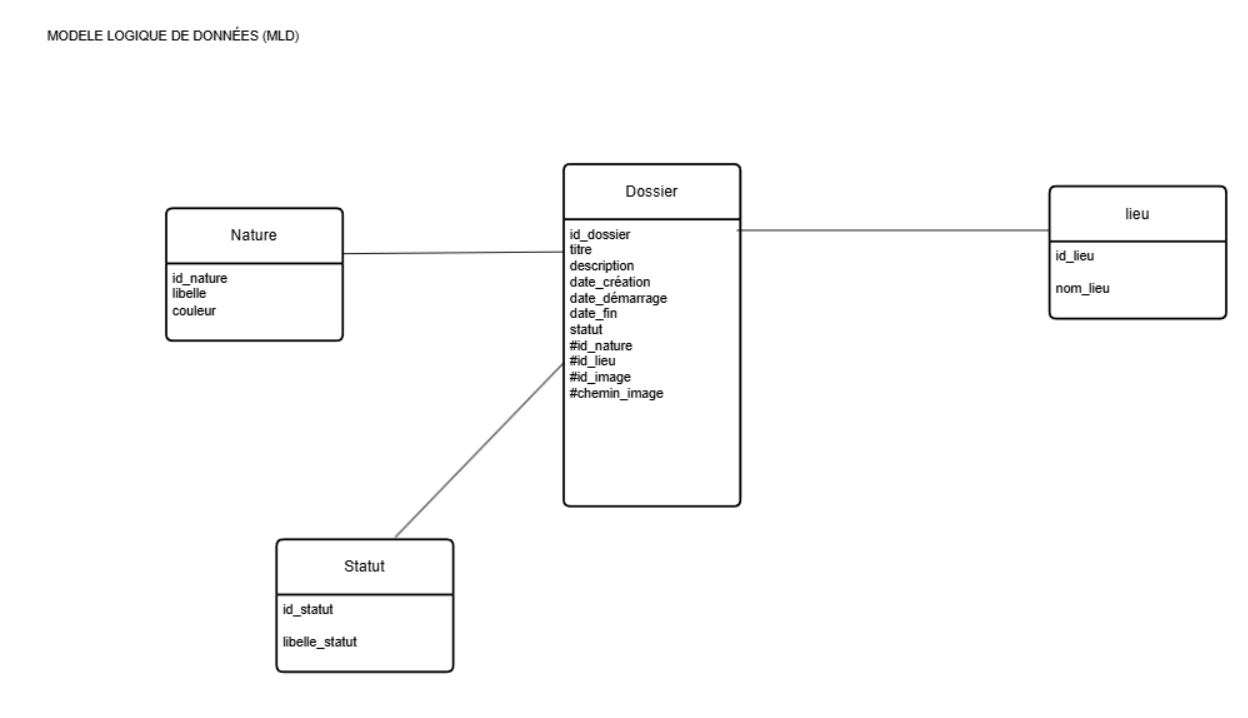 MODELE LOGIQUE DE DONNÉES (MLD)
Nature
id_nature
libelle
couleur
Dossier
id_dossier
titre
description
date_création
date_démarrage
date_fin
statut
#id_nature
#id_lieu
#id_image
#chemin_image
lieu
id_lieu
nom_lieu
Statut
id_statut
libelle_statut